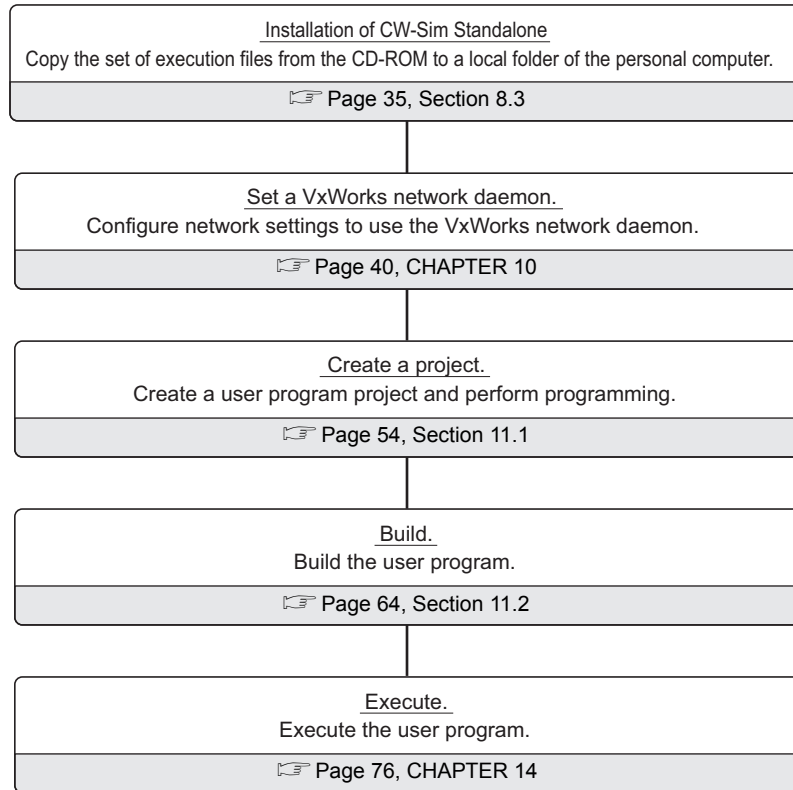 Installation of CW-Sim Standalone
Copy the set of execution files from the CD-ROM to a local folder of the personal computer.
☞ Page 35, Section 8.3
Set a VxWorks network daemon.
Configure network settings to use the VxWorks network daemon.
☞ Page 40, CHAPTER 10
Create a project.
Create a user program project and perform programming.
☞ Page 54, Section 11.1
Build.
Build the user program.
☞ Page 64, Section 11.2
Execute.
Execute the user program.
☞ Page 76, CHAPTER 14